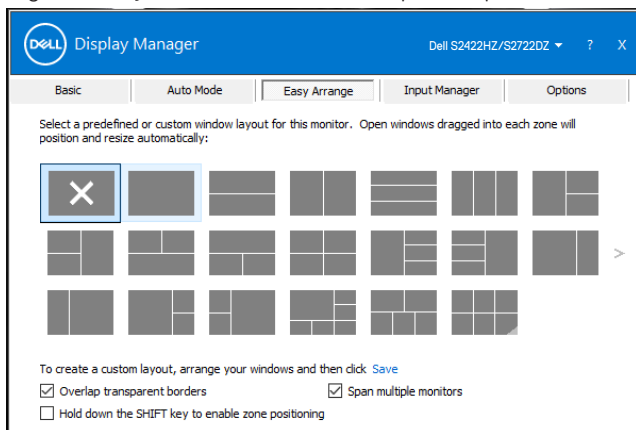 DELL Display Manager Dell S2422HZ/S2722DZ ? X
Basic Auto Mode Easy Arrange Input Manager Options
Select a predefined or custom window layout for this monitor. Open windows dragged into each zone will
position and resize automatically:
>
To create a custom layout, arrange your windows and then click Save
Overlap transparent borders Span multiple monitors
Hold down the SHIFT key to enable zone positioning